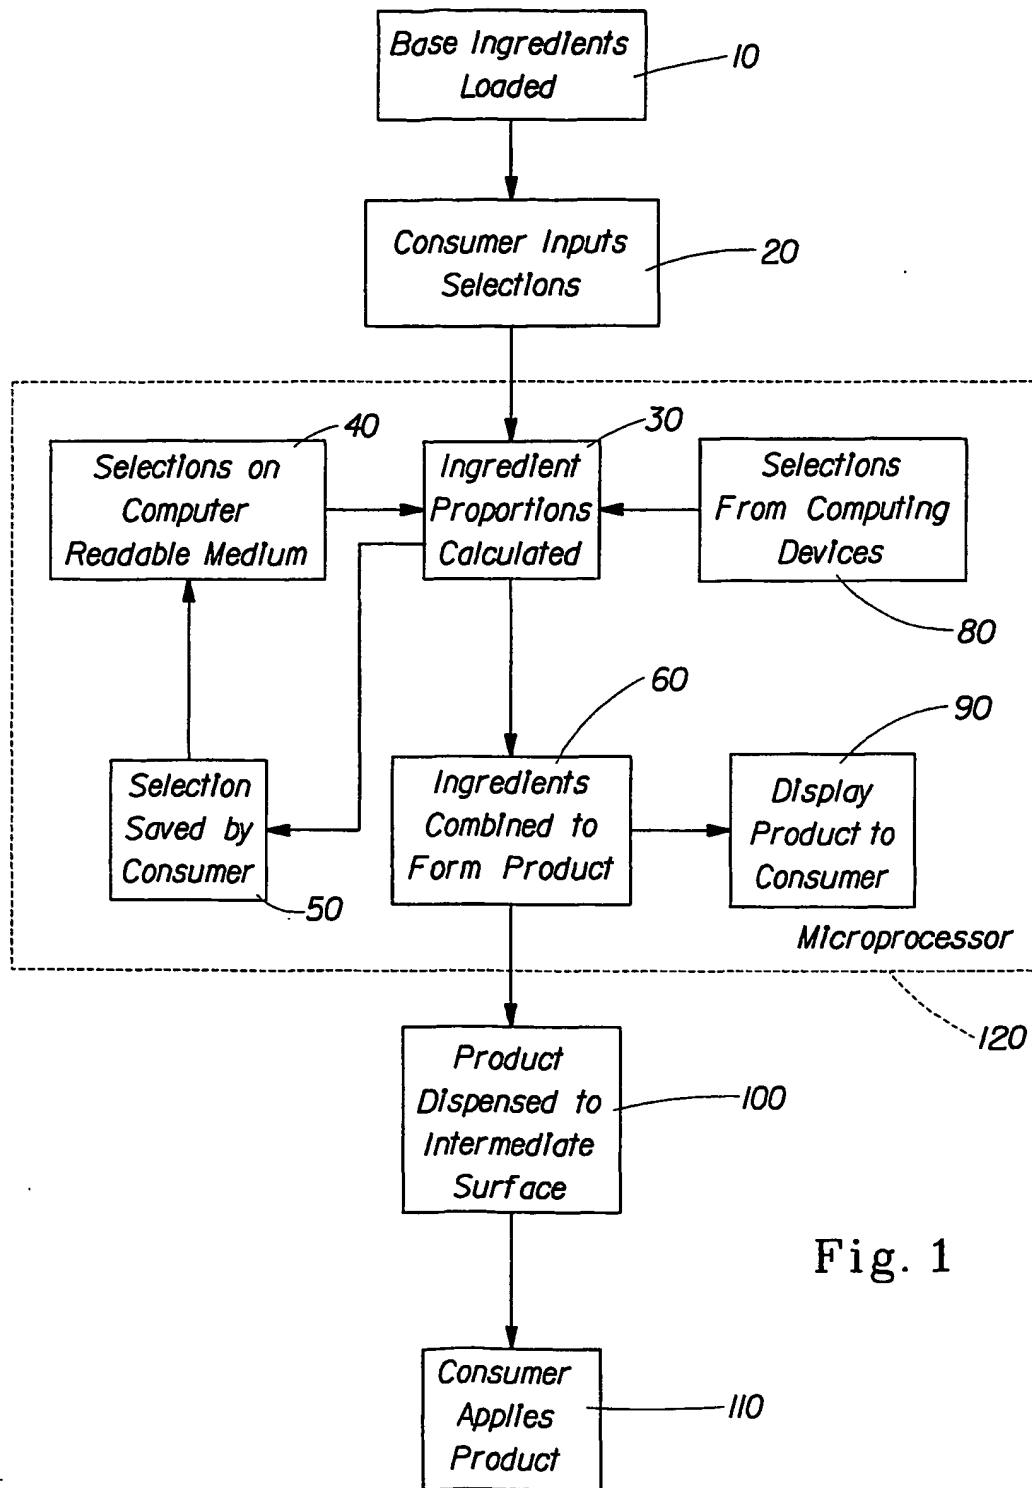 Base Ingredients
Loaded
10
Consumer Inputs
Selections
20
40
30
Selections on
Computer
Readable Medium
Ingredient
Proportions
Calculated
Selections
From Computing
Devices
80
60
90
Selection
Saved by
Consumer
50
Ingredients
Combined to
Form Product
Display
Product to
Consumer
Microprocessor
120
Product
Dispensed to
Intermediate
Surface
100
Fig. 1
Consumer
Applies
Product
110